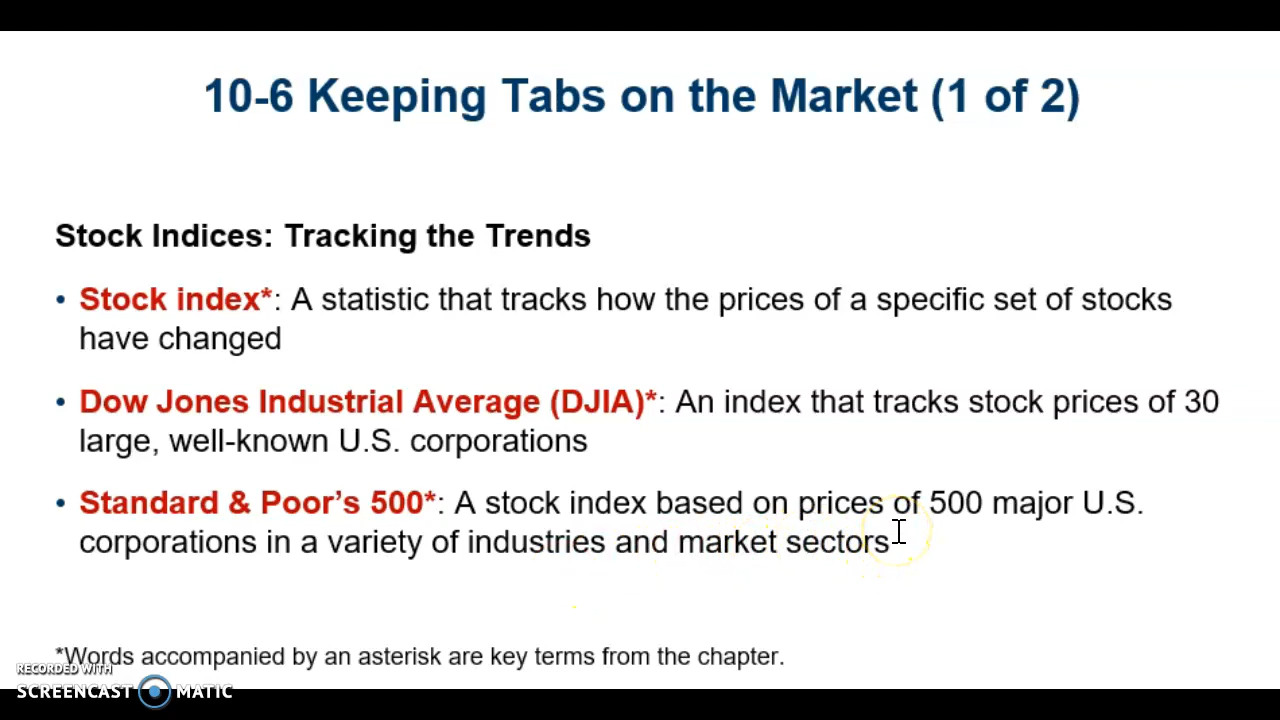 10-6 Keeping Tabs on the Market (1 of 2)
Stock Indices: Tracking the Trends
• Stock index*: A statistic that tracks how the prices of a specific set of stocks
have changed
• Dow Jones Industrial Average (DJIA)*: An index that tracks stock prices of 30
large, well-known U.S. corporations
• Standard & Poor’s 500*: A stock index based on prices of 500 major U.S.
corporations in a variety of industries and market sectors
*Words accompanied by an asterisk are key terms from the chapter.
RECORDED WITH
SCREENCAST MATIC